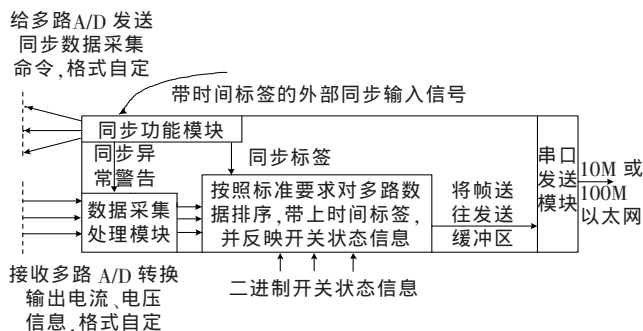 给多路A/D 发送
同步数据采集
命令,格式自定
带时间标签的外部同步输入信号
同步功能模块
同步异
常警告
同步标签
数据采集
处理模块
按照标准要求对多路数
据排序,带上时间标签,
并反映开关状态信息
将帧送
往发送
缓冲区
串口
发送
模块
10M 或
100M
以太网
接收多路 A/D 转换
输出电流、电压
信息,格式自定
二进制开关状态信息